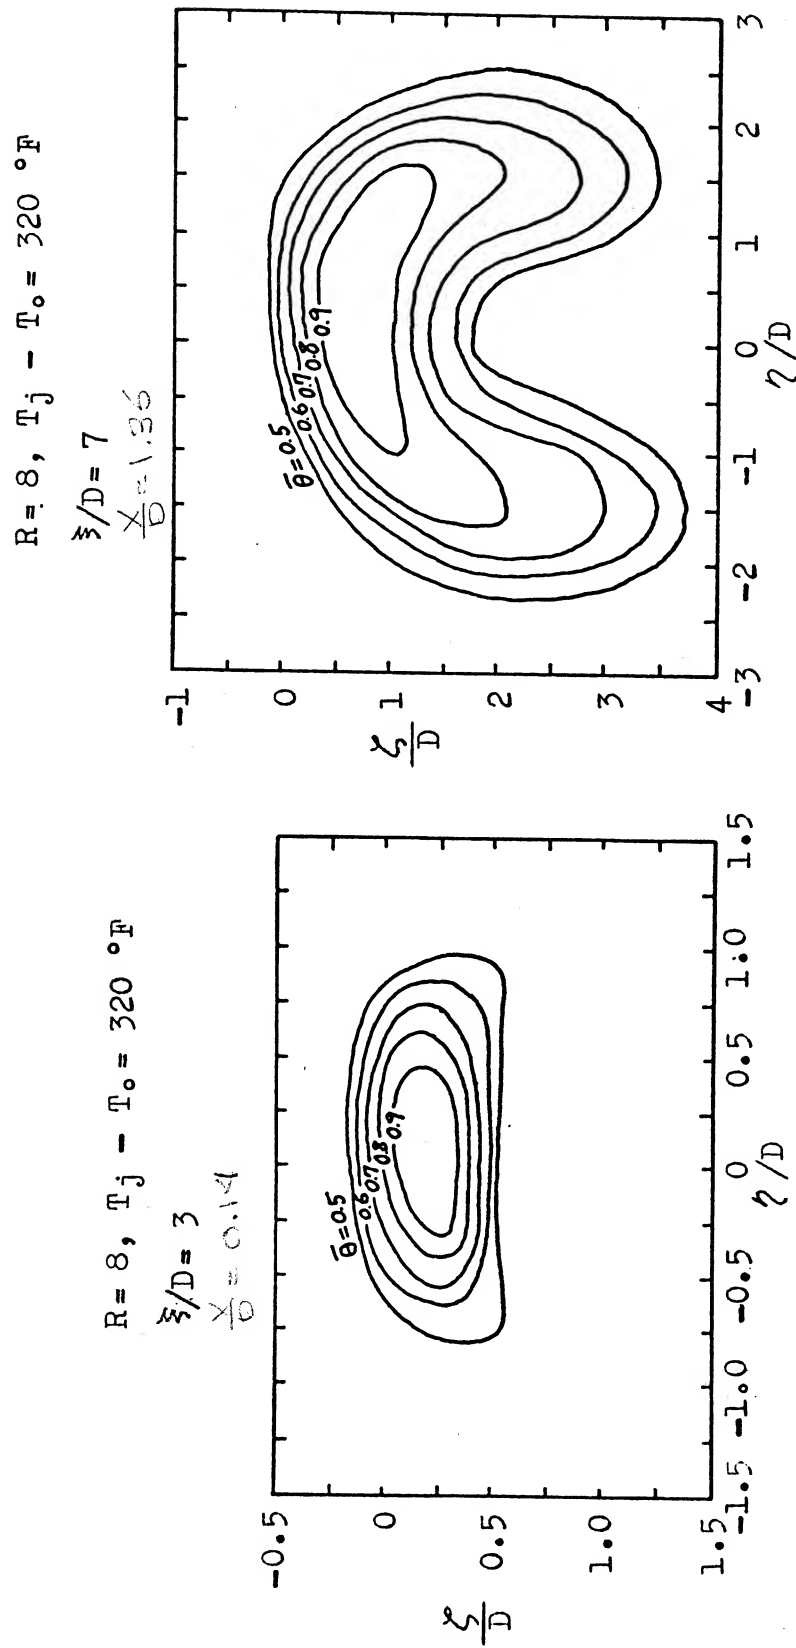 R = 8, Tj - To = 320 °F
ξ/D = 3
X/D = 0.14
-0.5
0
0.5
1.0
1.5
ζ/D
θ̅=0.5
0.6
0.7
0.8
0.9
-1.5 -1.0 -0.5 0 0.5 1.0 1.5
η/D
R = 8, Tj - To = 320 °F
ξ/D = 7
X/D = 1.36
-1
0
1
2
3
4
ζ/D
θ̅=0.5
0.6
0.7
0.8
0.9
-3 -2 -1 0 1 2 3
η/D